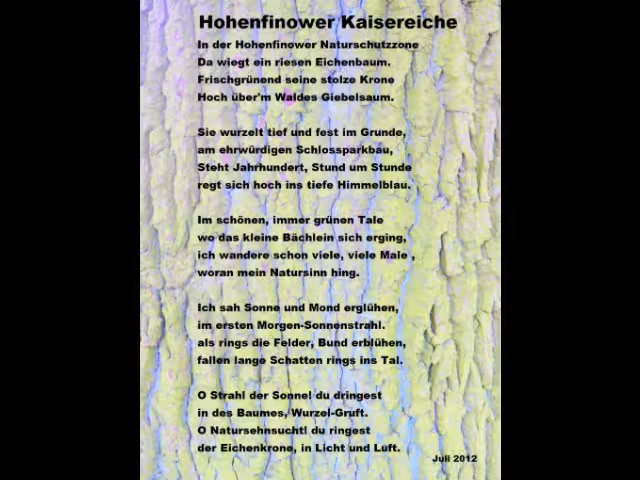 Hohenfinower Kaisereiche
In der Hohenfinower Naturschutzzone
Da wiegt ein riesen Eichenbaum.
Frischgrünend seine stolze Krone
Hoch über'm Waldes Giebelsaum.
Sie wurzelt tief und fest im Grunde,
am ehrwürdigen Schlossparkbau,
Steht Jahrhundert, Stund um Stunde
regt sich hoch ins tiefe Himmelblau.
Im schönen, immer grünen Tale
wo das kleine Bächlein sich erging,
ich wandere schon viele, viele Male ,
woran mein Natursinn hing.
Ich sah Sonne und Mond erglühen,
im ersten Morgen-Sonnenstrahl.
als rings die Felder, Bund erblühen,
fallen lange Schatten rings ins Tal.
O Strahl der Sonne! du dringest
in des Baumes, Wurzel-Gruft.
O Natursehnsucht! du ringest
der Eichenkrone, in Licht und Luft.
Juli 2012